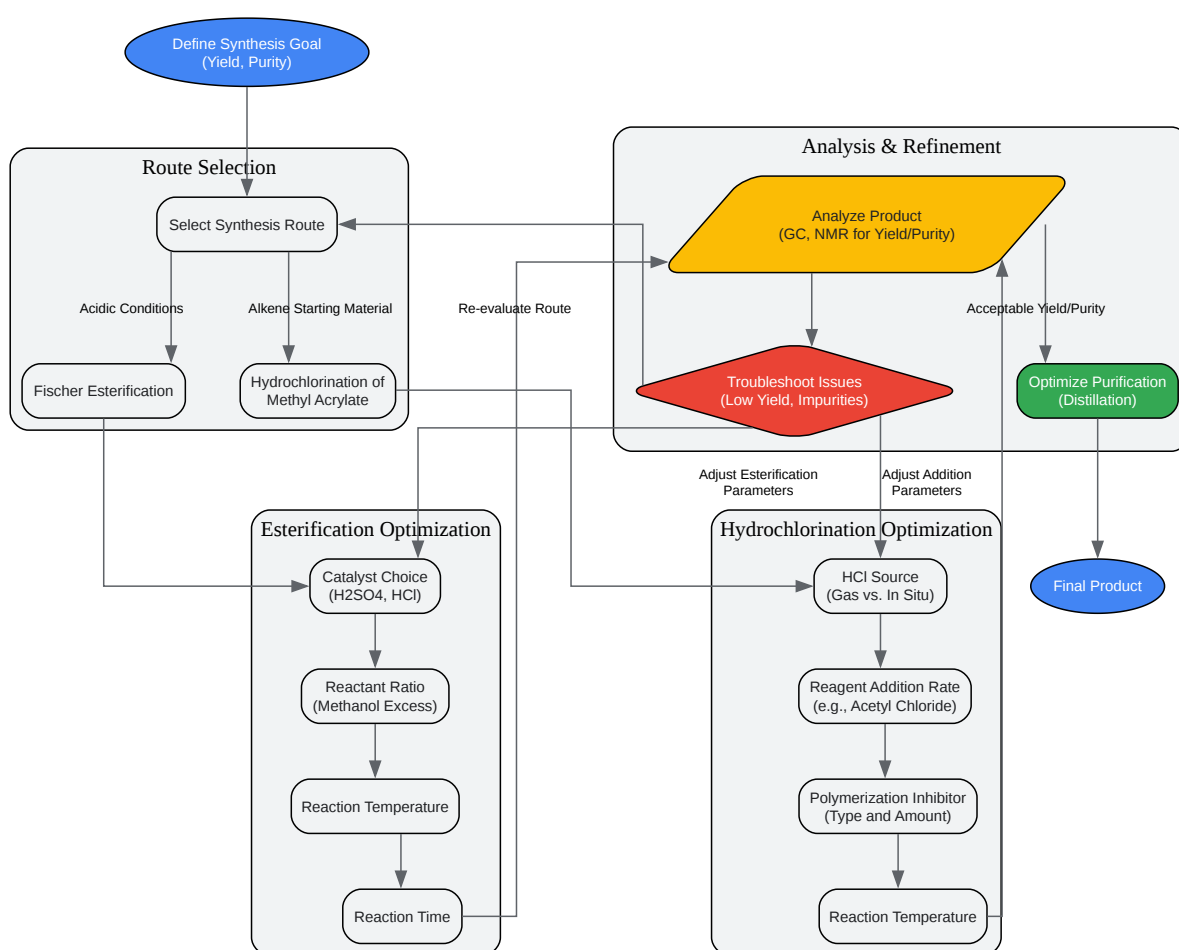 Define Synthesis Goal
(Yield, Purity)
Route Selection
Select Synthesis Route
Acidic Conditions
Alkene Starting Material
Fischer Esterification
Hydrochlorination of
Methyl Acrylate
Re-evaluate Route
Analysis & Refinement
Analyze Product
(GC, NMR for Yield/Purity)
Acceptable Yield/Purity
Troubleshoot Issues
(Low Yield, Impurities)
Optimize Purification
(Distillation)
Adjust Esterification
Parameters
Adjust Addition
Parameters
Esterification Optimization
Catalyst Choice
(H2SO4, HCl)
Reactant Ratio
(Methanol Excess)
Reaction Temperature
Reaction Time
Hydrochlorination Optimization
HCl Source
(Gas vs. In Situ)
Reagent Addition Rate
(e.g., Acetyl Chloride)
Polymerization Inhibitor
(Type and Amount)
Reaction Temperature
Final Product